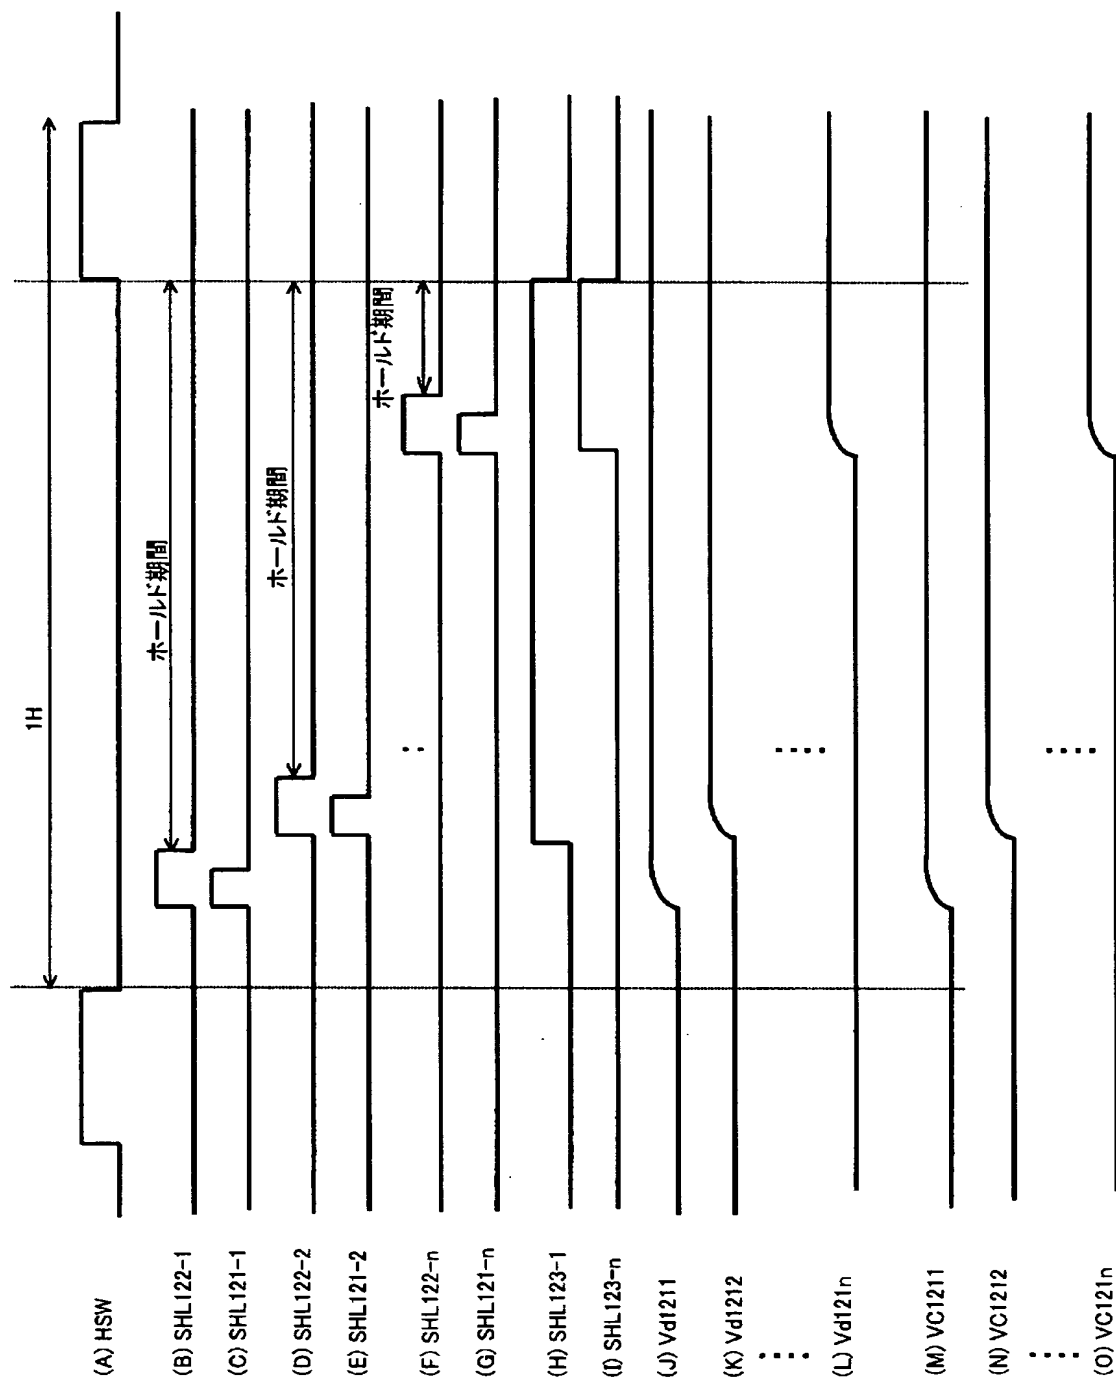 1H
ホールド期間
ホールド期間
ホールド期間
(A) HSW
(B) SHL122-1
(C) SHL121-1
(D) SHL122-2
(E) SHL121-2
(F) SHL122-n
(G) SHL121-n
(H) SHL123-1
(I) SHL123-n
(J) Vd1211
(K) Vd1212
(L) Vd121n
(M) VC1211
(N) VC1212
(O) VC121n